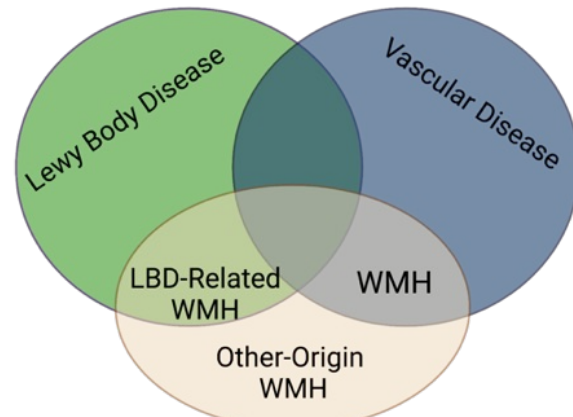 Lewy Body Disease
Vascular Disease
LBD-Related
WMH
WMH
Other-Origin
WMH